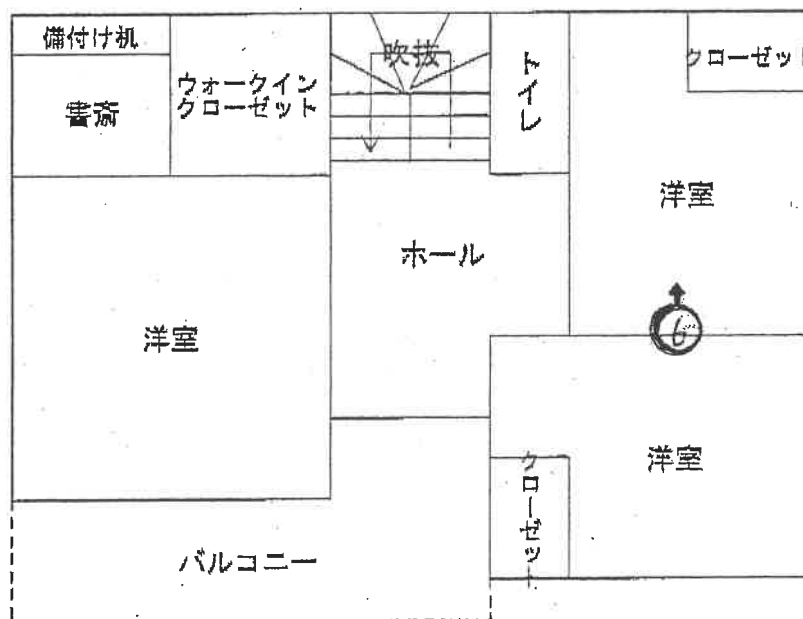 備付け机
書斎
ウォークイン
クローゼット
吹抜
トイレ
クローゼット
洋室
ホール
洋室
6
洋室
クローゼット
バルコニー